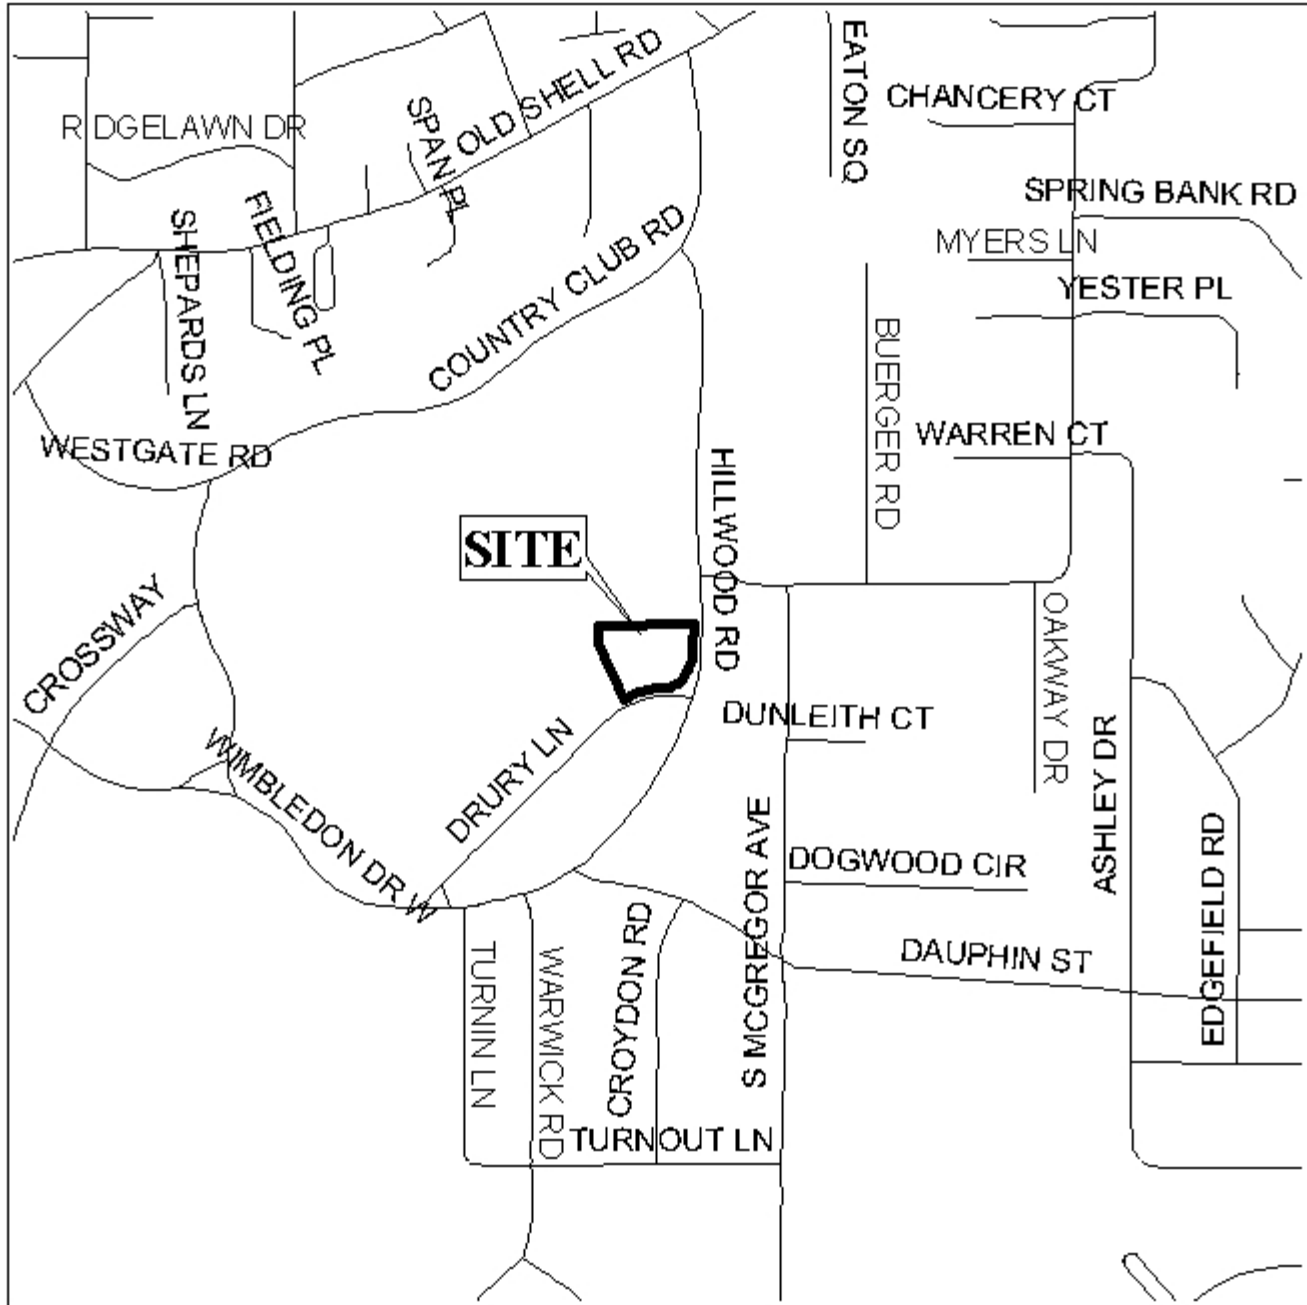 EATON SQ
OLD SHELL RD
CHANCERY CT
RIDGELAWN DR
SPAN PL
SPRING BANK RD
FIELDING PL
SHEPARDS LN
COUNTRY CLUB RD
MYERS LN
YESTER PL
BUERGER RD
WARREN CT
WESTGATE RD
HILLWOOD RD
SITE
CROSSWAY
OAKWAY DR
DUNLEITH CT
ASHLEY DR
DRURY LN
WIMBLEDON DR W
S MCGREGOR AVE
DOGWOOD CIR
EDGEFIELD RD
CROYDON RD
DAUPHIN ST
TURNIN LN
WARWICK RD
TURNOUT LN